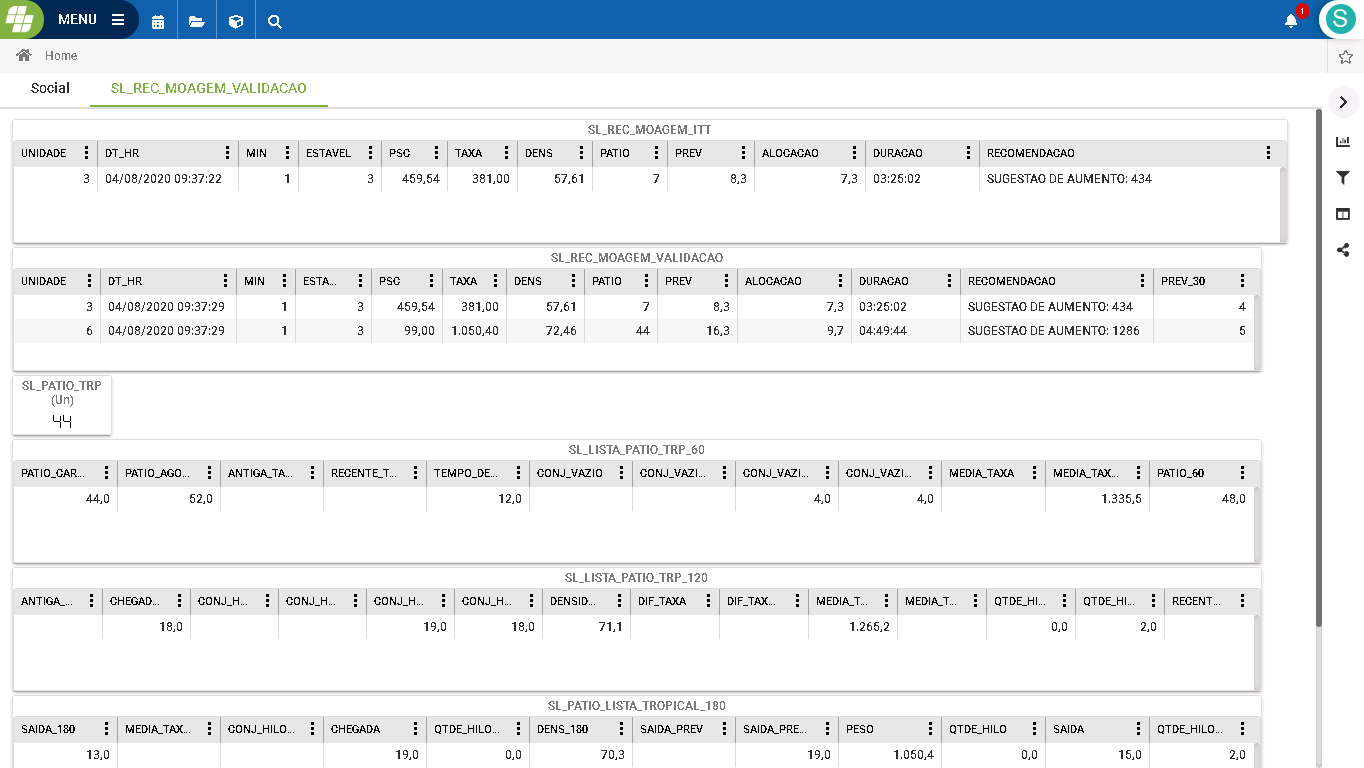 MENU
1
S
Home
Social SL_REC_MOAGEM_VALIDACAO
SL_REC_MOAGEM_ITT
UNIDADE DT_HR MIN ESTAVEL PSC TAXA DENS PATIO PREV ALOCACAO DURACAO RECOMENDACAO
3 04/08/2020 09:37:22 1 3 459,54 381,00 57,61 7 8,3 7,3 03:25:02 SUGESTAO DE AUMENTO: 434
SL_REC_MOAGEM_VALIDACAO
UNIDADE DT_HR MIN ESTA... PSC TAXA DENS PATIO PREV ALOCACAO DURACAO RECOMENDACAO PREV_30
3 04/08/2020 09:37:29 1 3 459,54 381,00 57,61 7 8,3 7,3 03:25:02 SUGESTAO DE AUMENTO: 434 4
6 04/08/2020 09:37:29 1 3 99,00 1.050,40 72,46 44 16,3 9,7 04:49:44 SUGESTAO DE AUMENTO: 1286 5
SL_PATIO_TRP
(Un)
44
SL_LISTA_PATIO_TRP_60
PATIO_CAR... PATIO_AGO... ANTIGA_TA... RECENTE_T... TEMPO_DE... CONJ_VAZIO CONJ_VAZI... CONJ_VAZI... CONJ_VAZI... MEDIA_TAXA MEDIA_TAX... PATIO_60
44,0 52,0 12,0 4,0 4,0 1.335,5 48,0
SL_LISTA_PATIO_TRP_120
ANTIGA_... CHEGAD... CONJ_H... CONJ_H... CONJ_H... CONJ_H... DENSID... DIF_TAXA DIF_TAX... MEDIA_T... MEDIA_T... QTDE_HI... QTDE_HI... RECENT...
18,0 19,0 18,0 71,1 1.265,2 0,0 2,0
SL_PATIO_LISTA_TROPICAL_180
SAIDA_180 MEDIA_TAX... CONJ_HILO... CHEGADA QTDE_HILO... DENS_180 SAIDA_PREV SAIDA_PRE... PESO QTDE_HILO SAIDA QTDE_HILO...
13,0 19,0 0,0 70,3 19,0 1.050,4 0,0 15,0 2,0